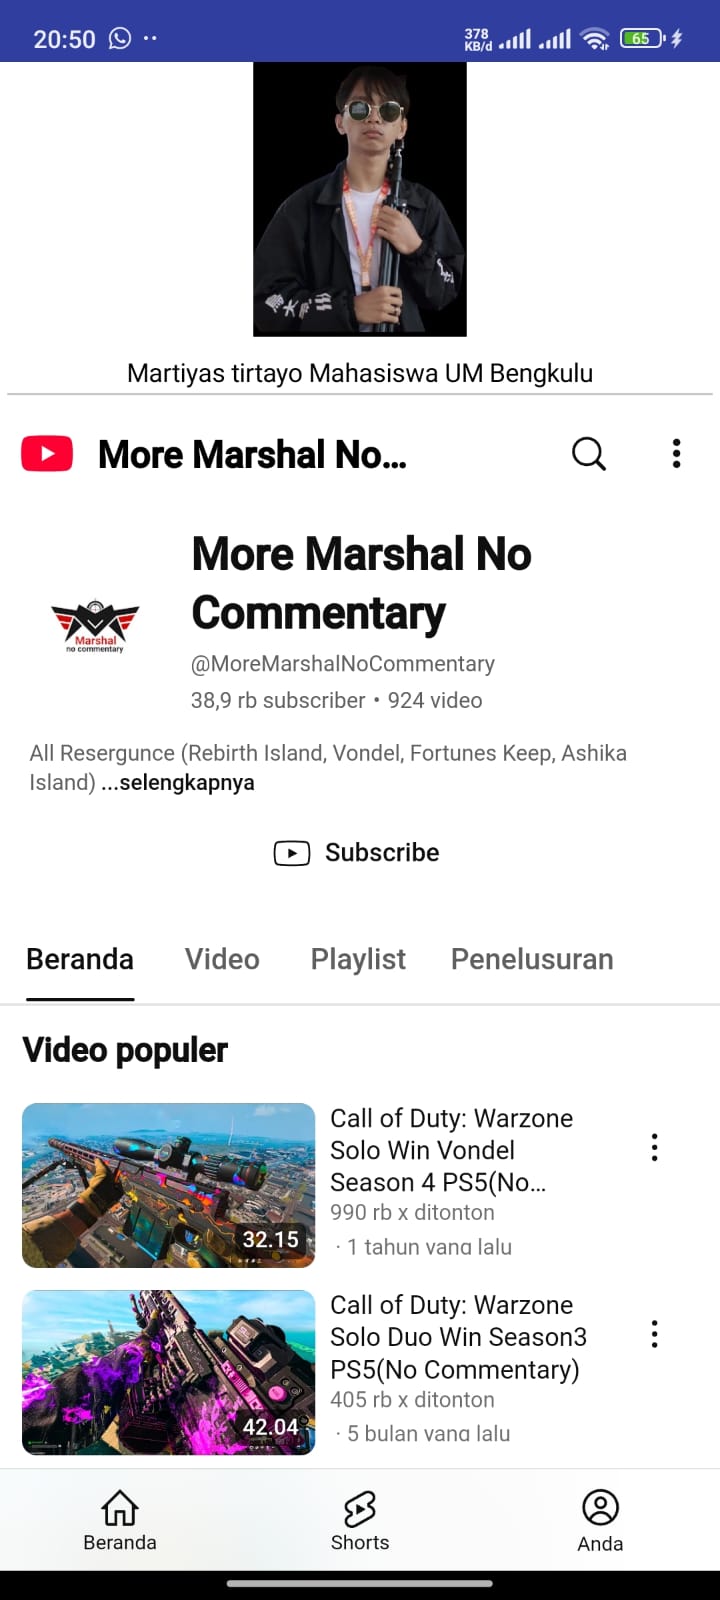 20:50
378
KB/d
65
Martiyas tirtayo Mahasiswa UM Bengkulu
More Marshal No...
More Marshal No
Commentary
Marshal
no commentary
@MoreMarshalNoCommentary
38,9 rb subscriber • 924 video
All Resergunce (Rebirth Island, Vondel, Fortunes Keep, Ashika
Island) ...selengkapnya
Subscribe
Beranda Video Playlist Penelusuran
Video populer
Call of Duty: Warzone
Solo Win Vondel
Season 4 PS5(No...
990 rb x ditonton
· 1 tahun yang lalu
32.15
Call of Duty: Warzone
Solo Duo Win Season3
PS5(No Commentary)
405 rb x ditonton
· 5 bulan yang lalu
42.04
Beranda Shorts Anda